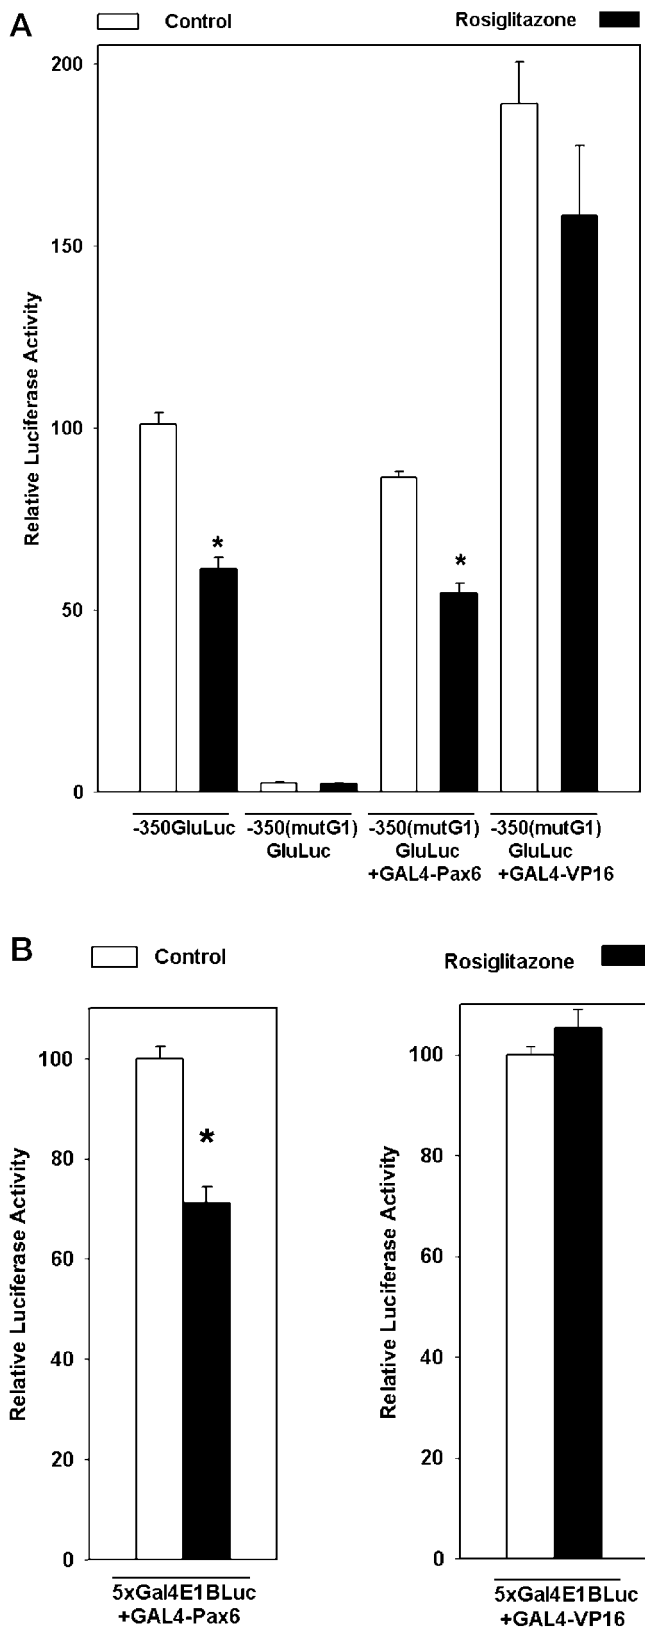 A
Control
Rosiglitazone
Relative Luciferase Activity
200
150
100
50
0
*
*
-350GluLuc
-350(mutG1)
GluLuc
-350(mutG1)
GluLuc
+GAL4-Pax6
-350(mutG1)
GluLuc
+GAL4-VP16
B
Control
Rosiglitazone
Relative Luciferase Activity
100
80
60
40
20
0
*
5xGal4E1BLuc
+GAL4-Pax6
Relative Luciferase Activity
100
80
60
40
20
0
5xGal4E1BLuc
+GAL4-VP16